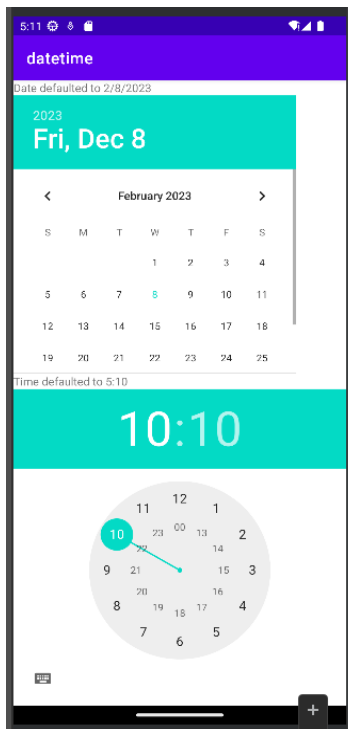 5:11
datetime
Date defaulted to 2/8/2023
2023
Fri, Dec 8
February 2023
S M T W T F S
1 2 3 4
5 6 7 8 9 10 11
12 13 14 15 16 17 18
19 20 21 22 23 24 25
Time defaulted to 5:10
10:10
12
11 1
00
10 23 13 2
22 14
9 21 15 3
20 16
8 19 17 4
18
7 5
6
+